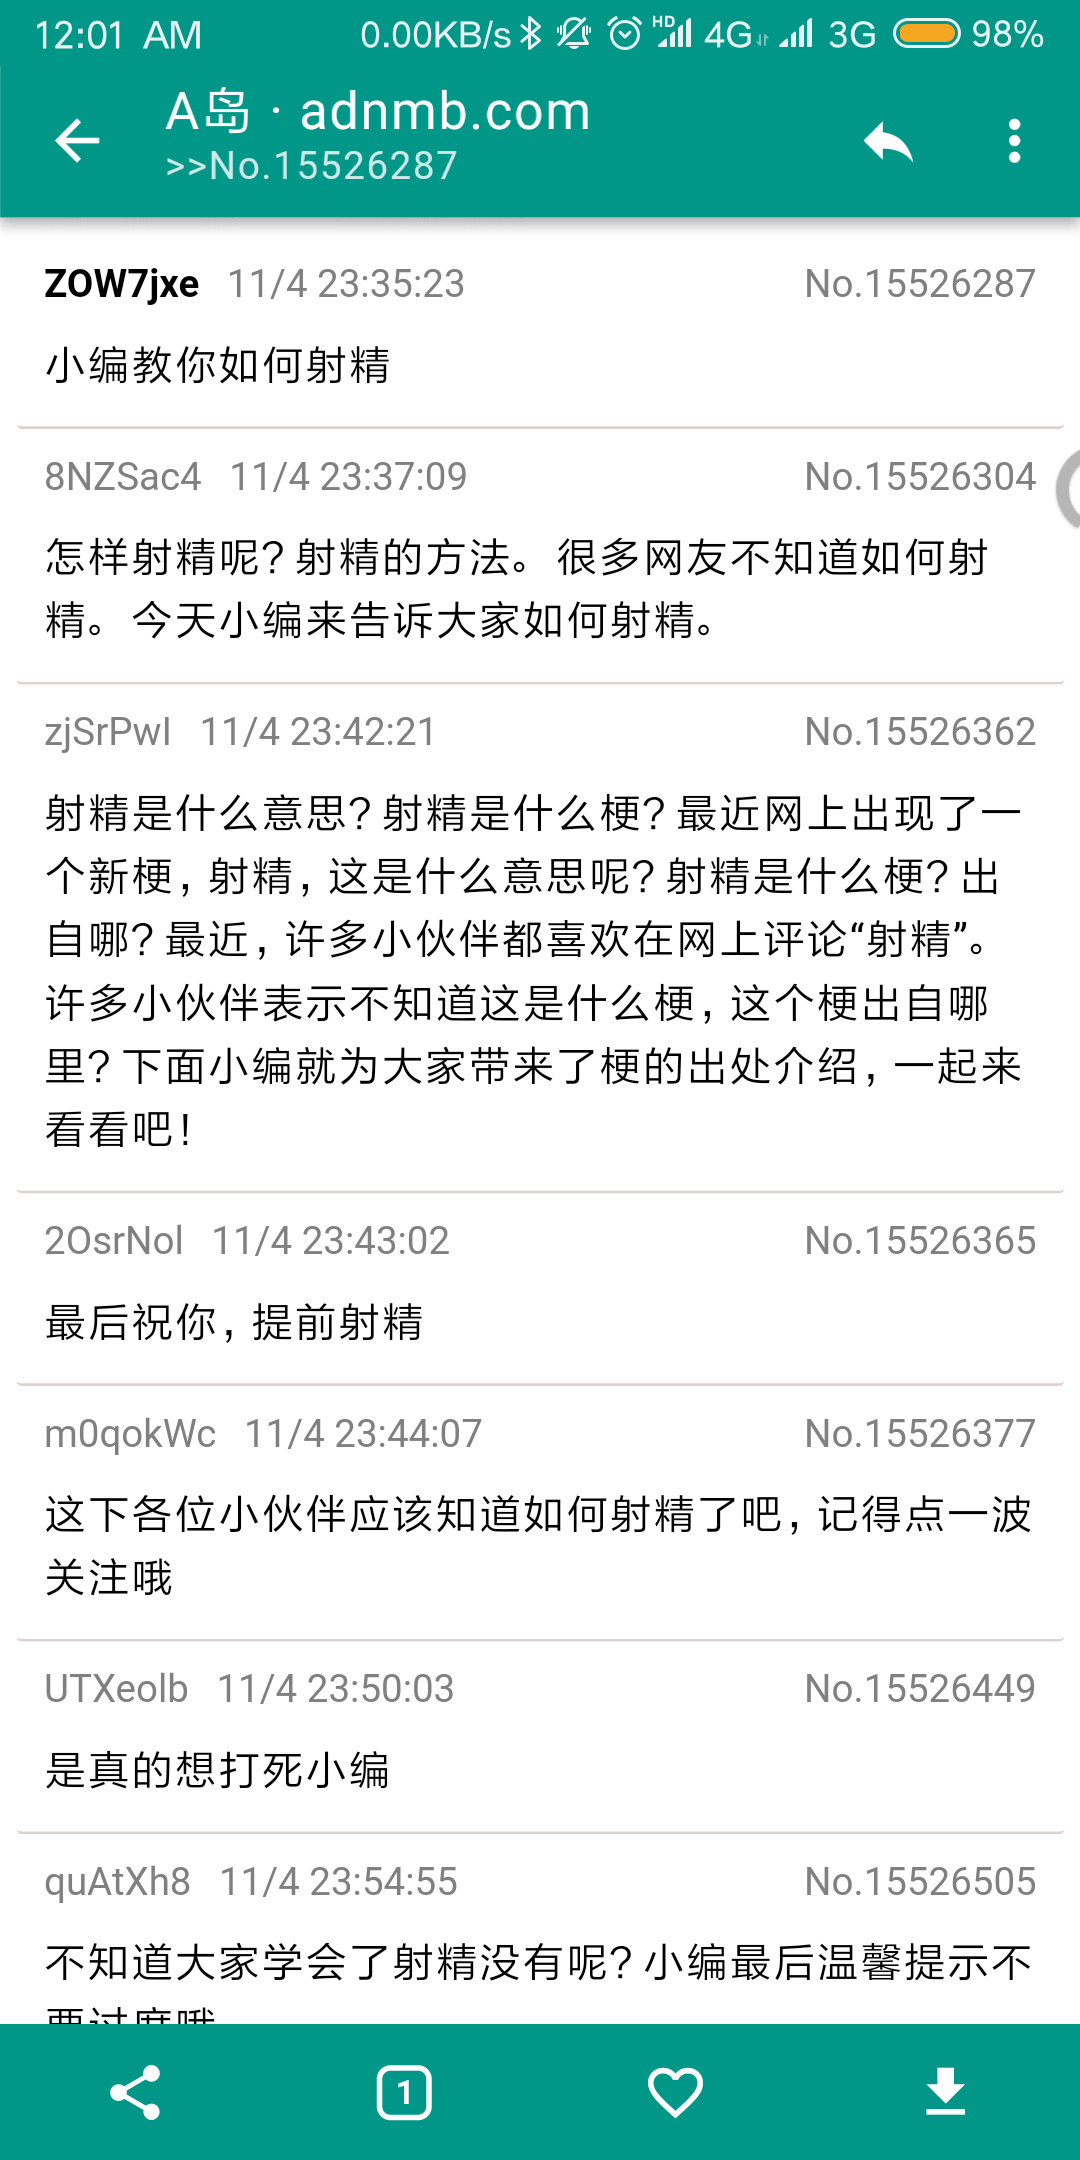 12:01 AM 0.00KB/s HD 4G 3G 98%
A岛 · adnmb.com
>>No.15526287
ZOW7jxe 11/4 23:35:23 No.15526287
小编教你如何射精
8NZSac4 11/4 23:37:09 No.15526304
怎样射精呢？射精的方法。很多网友不知道如何射
精。今天小编来告诉大家如何射精。
zjSrPwI 11/4 23:42:21 No.15526362
射精是什么意思？射精是什么梗？最近网上出现了一
个新梗，射精，这是什么意思呢？射精是什么梗？出
自哪？最近，许多小伙伴都喜欢在网上评论“射精”。
许多小伙伴表示不知道这是什么梗，这个梗出自哪
里？下面小编就为大家带来了梗的出处介绍，一起来
看看吧！
2OsrNol 11/4 23:43:02 No.15526365
最后祝你，提前射精
m0qokWc 11/4 23:44:07 No.15526377
这下各位小伙伴应该知道如何射精了吧，记得点一波
关注哦
UTXeolb 11/4 23:50:03 No.15526449
是真的想打死小编
quAtXh8 11/4 23:54:55 No.15526505
不知道大家学会了射精没有呢？小编最后温馨提示不
要过度哦
1